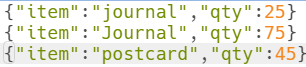 {"item":"journal","qty":25}
{"item":"Journal","qty":75}
{"item":"postcard","qty":45}